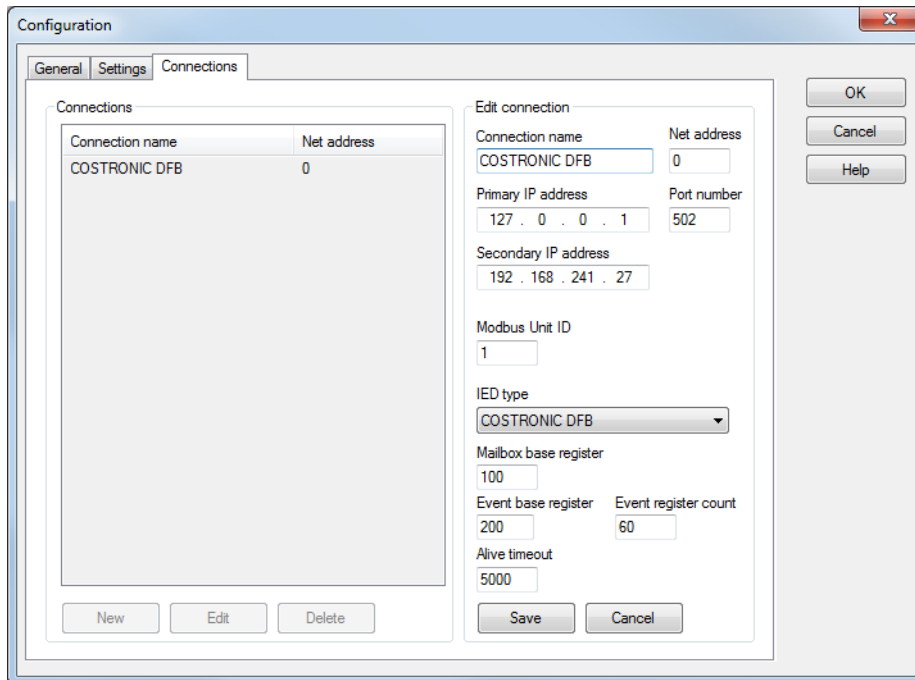 Configuration
General Settings Connections
OK
Cancel
Help
Connections
Connection name Net address
COSTRONIC DFB 0
New Edit Delete
Edit connection
Connection name Net address
COSTRONIC DFB 0
Primary IP address Port number
127 . 0 . 0 . 1 502
Secondary IP address
192 . 168 . 241 . 27
Modbus Unit ID
1
IED type
COSTRONIC DFB
Mailbox base register
100
Event base register Event register count
200 60
Alive timeout
5000
Save Cancel